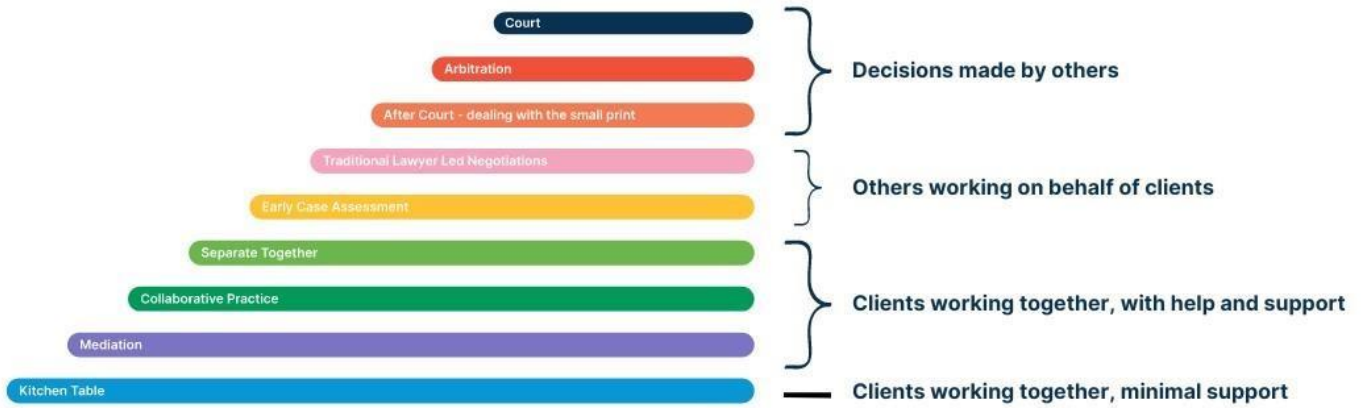 Court
Arbitration
Decisions made by others
After Court - dealing with the small print
Traditional Lawyer Led Negotiations
Others working on behalf of clients
Early Case Assessment
Separate Together
Collaborative Practice
Clients working together, with help and support
Mediation
Kitchen Table
Clients working together, minimal support